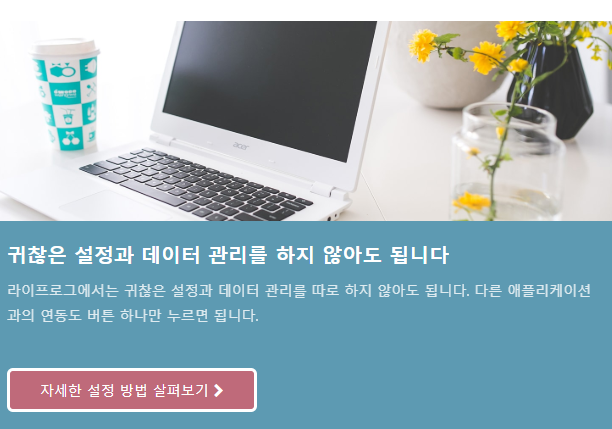 acer
귀찮은 설정과 데이터 관리를 하지 않아도 됩니다
라이프로그에서는 귀찮은 설정과 데이터 관리를 따로 하지 않아도 됩니다. 다른 애플리케이션
과의 연동도 버튼 하나만 누르면 됩니다.
자세한 설정 방법 살펴보기